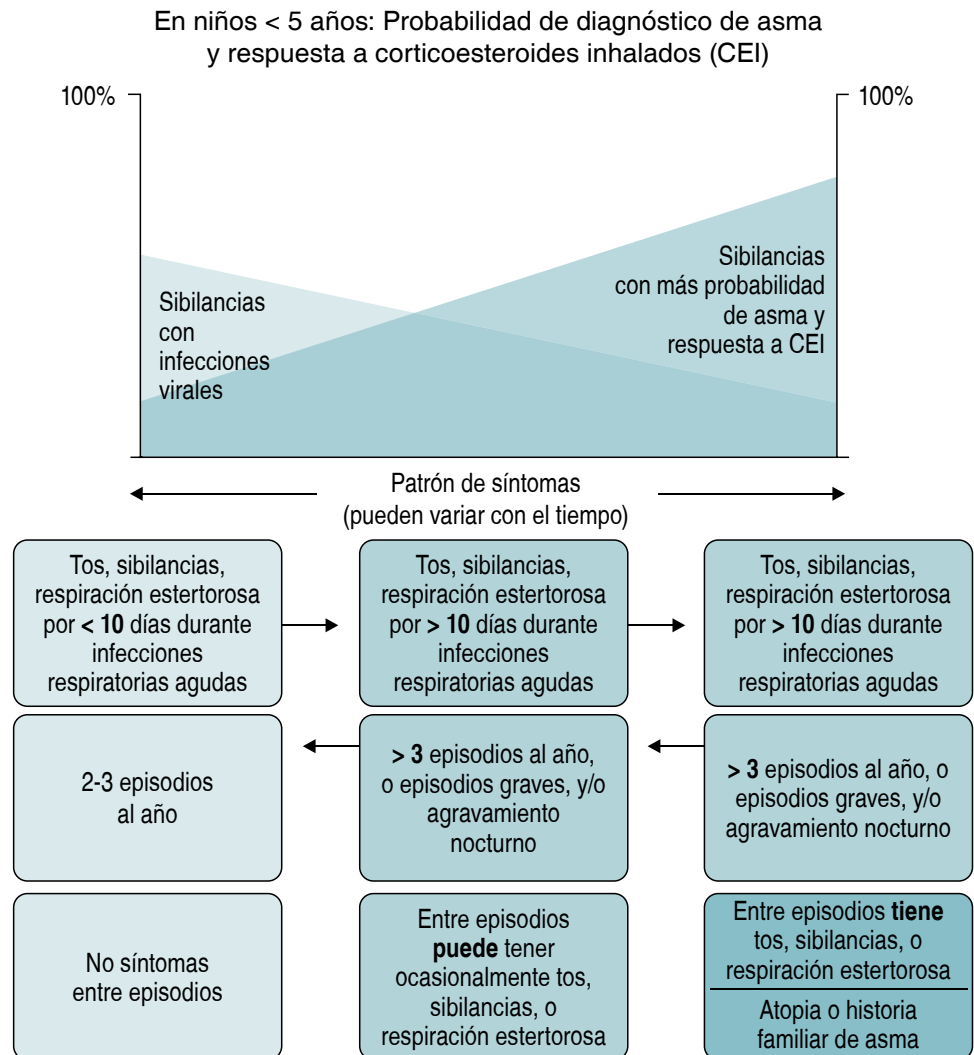 En niños < 5 años: Probabilidad de diagnóstico de asma
y respuesta a corticoesteroides inhalados (CEI)
100%
100%
Sibilancias
con
infecciones
virales
Sibilancias
con más probabilidad
de asma y
respuesta a CEI
Patrón de síntomas
(pueden variar con el tiempo)
Tos, sibilancias,
respiración estertorosa
por < 10 días durante
infecciones
respiratorias agudas
Tos, sibilancias,
respiración estertorosa
por > 10 días durante
infecciones
respiratorias agudas
Tos, sibilancias,
respiración estertorosa
por > 10 días durante
infecciones
respiratorias agudas
2-3 episodios
al año
> 3 episodios al año,
o episodios graves, y/o
agravamiento
nocturno
> 3 episodios al año, o
episodios graves, y/o
agravamiento nocturno
No síntomas
entre episodios
Entre episodios
puede tener
ocasionalmente tos,
sibilancias, o
respiración estertorosa
Entre episodios tiene
tos, sibilancias, o
respiración estertorosa
Atopia o historia
familiar de asma